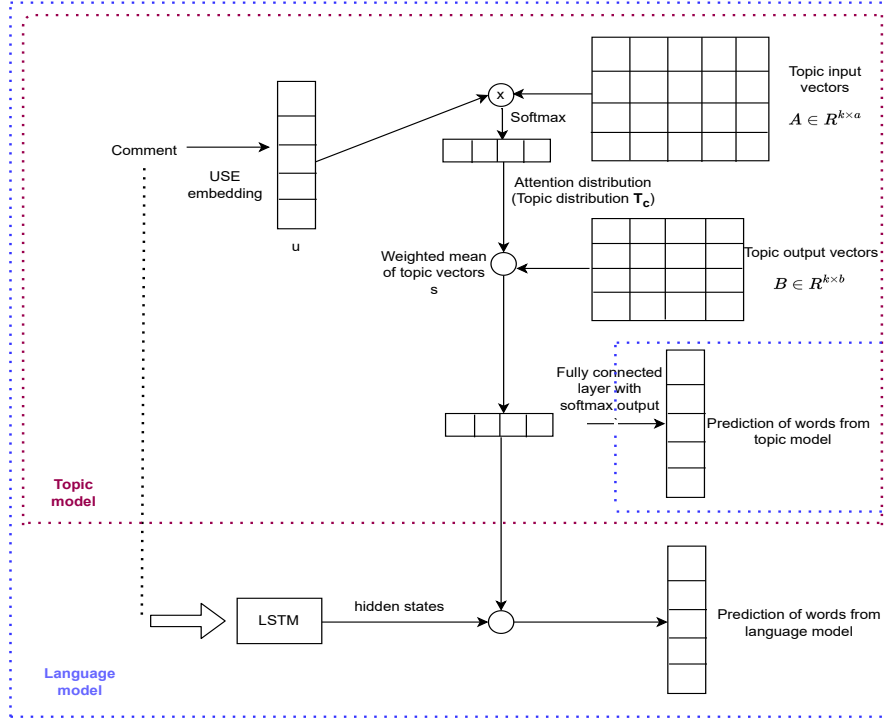 Topic input
vectors
A ∈ R^{k×a}
x
Softmax
Comment
USE
embedding
u
Attention distribution
(Topic distribution T_c)
Weighted mean
of topic vectors
s
Topic output vectors
B ∈ R^{k×b}
Fully connected
layer with
softmax output
Prediction of words from
topic model
Topic
model
LSTM
hidden states
Prediction of words from
language model
Language
model